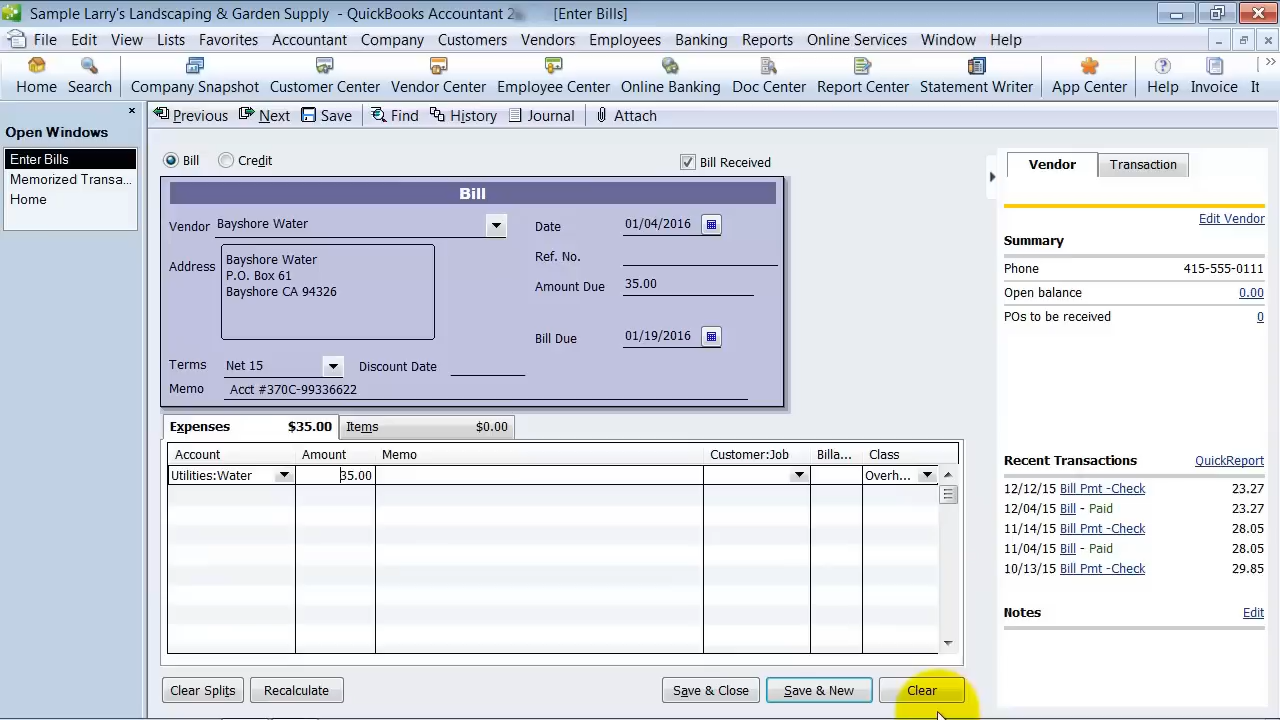 Sample Larry's Landscaping & Garden Supply - QuickBooks Accountant 2 [Enter Bills]
File Edit View Lists Favorites Accountant Company Customers Vendors Employees Banking Reports Online Services Window Help
Home Search Company Snapshot Customer Center Vendor Center Employee Center Online Banking Doc Center Report Center Statement Writer App Center Help Invoice It
Previous Next Save Find History Journal Attach
Open Windows
Enter Bills
Memorized Transa...
Home
Bill Credit Bill Received
Bill
Vendor Bayshore Water Date 01/04/2016
Address Bayshore Water
P.O. Box 61
Bayshore CA 94326
Ref. No.
Amount Due 35.00
Bill Due 01/19/2016
Terms Net 15 Discount Date
Memo Acct #370C-99336622
Expenses $35.00 Items $0.00
Account Amount Memo Customer:Job Billa... Class
Utilities:Water 35.00 Overh...
Clear Splits Recalculate Save & Close Save & New Clear
Vendor Transaction
Edit Vendor
Summary
Phone 415-555-0111
Open balance 0.00
POs to be received 0
Recent Transactions QuickReport
12/12/15 Bill Pmt -Check 23.27
12/04/15 Bill - Paid 23.27
11/14/15 Bill Pmt -Check 28.05
11/04/15 Bill - Paid 28.05
10/13/15 Bill Pmt -Check 29.85
Notes Edit